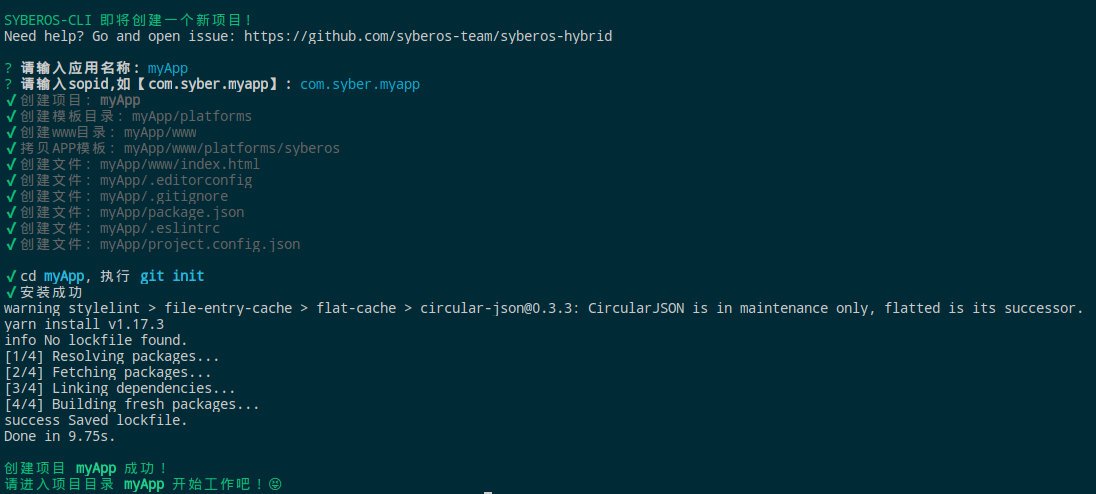 SYBEROS-CLI 即将创建一个新项目!
Need help? Go and open issue: https://github.com/syberos-team/syberos-hybrid
? 请输入应用名称: myApp
? 请输入sopid,如【com.syber.myapp】: com.syber.myapp
✔创建项目: myApp
✔创建模板目录: myApp/platforms
✔创建www目录: myApp/www
✔拷贝APP模板: myApp/www/platforms/syberos
✔创建文件: myApp/www/index.html
✔创建文件: myApp/.editorconfig
✔创建文件: myApp/.gitignore
✔创建文件: myApp/package.json
✔创建文件: myApp/.eslintrc
✔创建文件: myApp/project.config.json
✔cd myApp, 执行 git init
✔安装成功
warning stylelint > file-entry-cache > flat-cache > circular-json@0.3.3: CircularJSON is in maintenance only, flatted is its successor.
yarn install v1.17.3
info No lockfile found.
[1/4] Resolving packages...
[2/4] Fetching packages...
[3/4] Linking dependencies...
[4/4] Building fresh packages...
success Saved lockfile.
Done in 9.75s.
创建项目 myApp 成功！
请进入项目目录 myApp 开始工作吧！😝